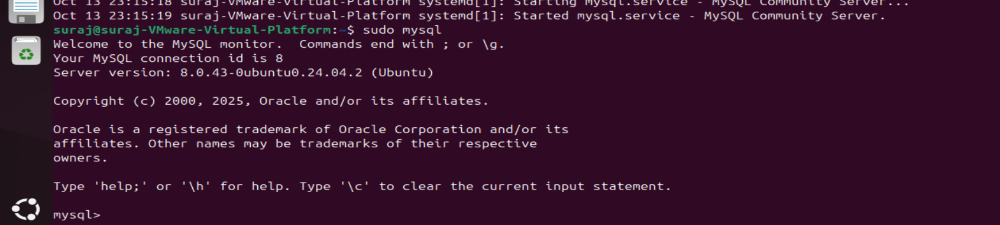 Oct 13 23:15:18 suraj-VMware-Virtual-Platform systemd[1]: Starting mysql.service - MySQL Community Server...
Oct 13 23:15:19 suraj-VMware-Virtual-Platform systemd[1]: Started mysql.service - MySQL Community Server.
suraj@suraj-VMware-Virtual-Platform:~$ sudo mysql
Welcome to the MySQL monitor.  Commands end with ; or \g.
Your MySQL connection id is 8
Server version: 8.0.43-0ubuntu0.24.04.2 (Ubuntu)
Copyright (c) 2000, 2025, Oracle and/or its affiliates.
Oracle is a registered trademark of Oracle Corporation and/or its
affiliates. Other names may be trademarks of their respective
owners.
Type 'help;' or '\h' for help. Type '\c' to clear the current input statement.
mysql>